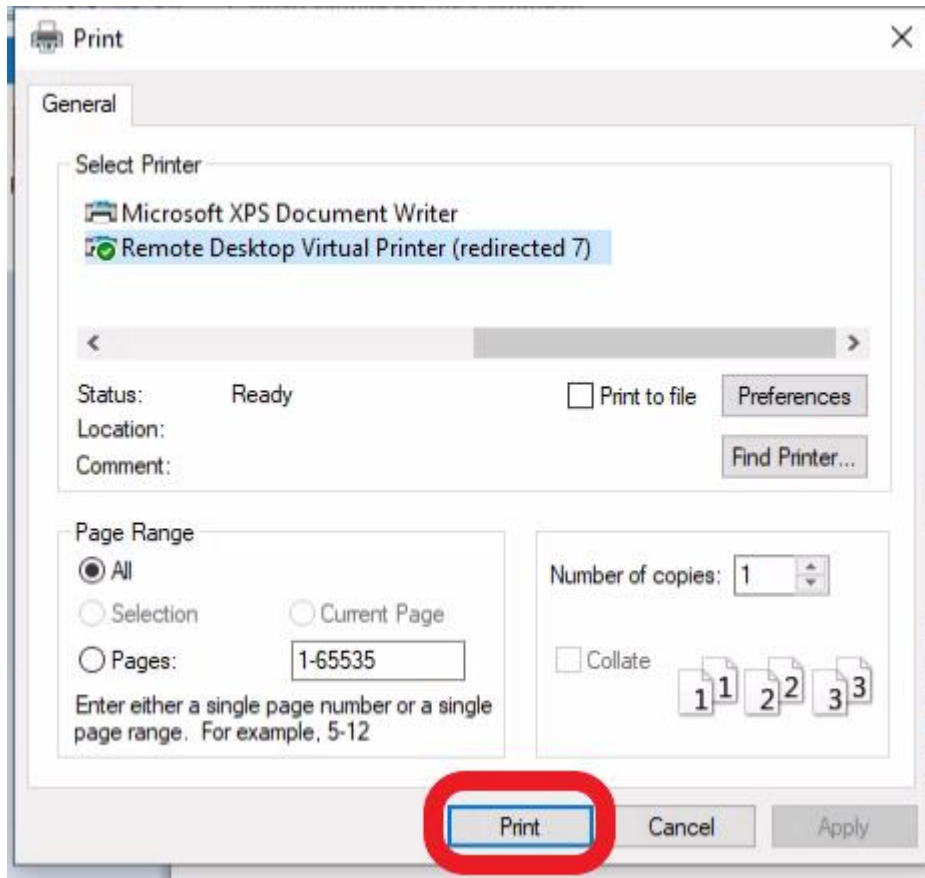 Print
General
Select Printer
Microsoft XPS Document Writer
Remote Desktop Virtual Printer (redirected 7)
Status: Ready
Print to file
Preferences
Location:
Comment:
Find Printer...
Page Range
All
Selection
Current Page
Pages: 1-65535
Enter either a single page number or a single
page range. For example, 5-12
Number of copies: 1
Collate
1 1 2 2 3 3
Print
Cancel
Apply